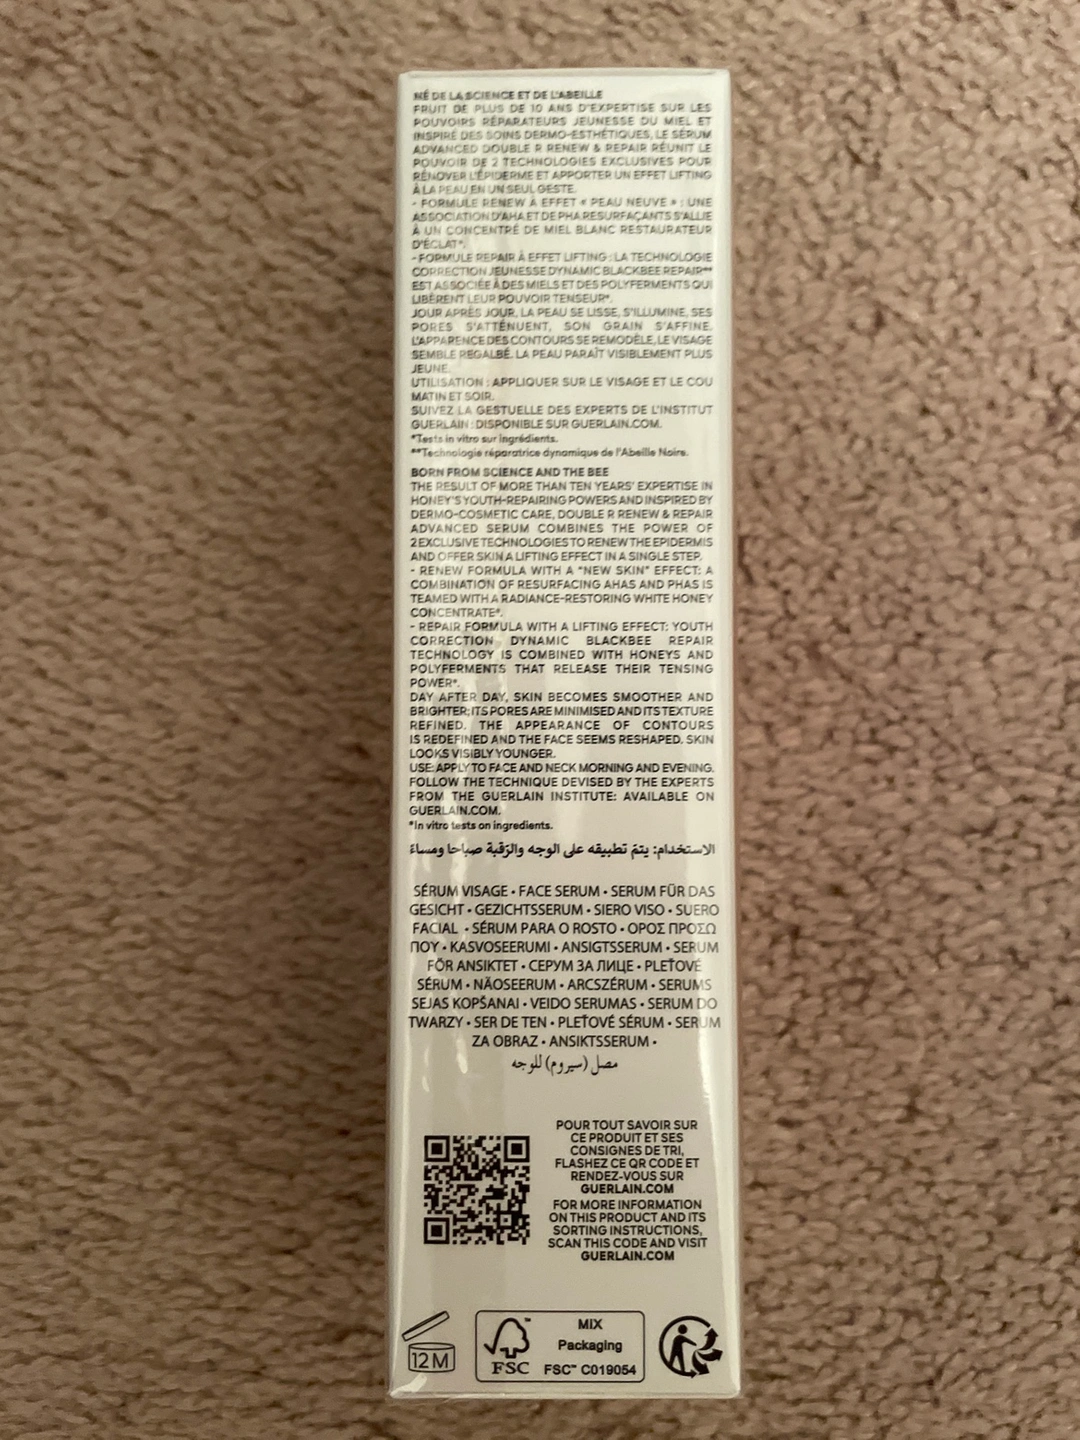 NÉ DE LA SCIENCE ET DE L'ABEILLE
FRUIT DE PLUS DE 10 ANS D'EXPERTISE SUR LES
POUVOIRS RÉPARATEURS JEUNESSE DU MIEL ET
INSPIRÉ DES SOINS DERMO-ESTHÉTIQUES, LE SÉRUM
ADVANCED DOUBLE R RENEW & REPAIR RÉUNIT LE
POUVOIR DE 2 TECHNOLOGIES EXCLUSIVES POUR
RÉNOVER L'ÉPIDERME ET APPORTER UN EFFET LIFTING
À LA PEAU EN UN SEUL GESTE.
- FORMULE RENEW À EFFET « PEAU NEUVE » : UNE
ASSOCIATION D'AHA ET DE PHA RESURFAÇANTS S'ALLIE
À UN CONCENTRÉ DE MIEL BLANC RESTAURATEUR
D'ÉCLAT*.
- FORMULE REPAIR À EFFET LIFTING : LA TECHNOLOGIE
CORRECTION JEUNESSE DYNAMIC BLACKBEE REPAIR**
EST ASSOCIÉE À DES MIELS ET DES POLYFERMENTS QUI
LIBÈRENT LEUR POUVOIR TENSEUR*.
JOUR APRÈS JOUR, LA PEAU SE LISSE, S'ILLUMINE, SES
PORES S'ATTÉNUENT, SON GRAIN S'AFFINE.
L'APPARENCE DES CONTOURS SE REMODÈLE, LE VISAGE
SEMBLE REGALBÉ. LA PEAU PARAÎT VISIBLEMENT PLUS
JEUNE.
UTILISATION : APPLIQUER SUR LE VISAGE ET LE COU
MATIN ET SOIR.
SUIVEZ LA GESTUELLE DES EXPERTS DE L'INSTITUT
GUERLAIN : DISPONIBLE SUR GUERLAIN.COM.
*Tests in vitro sur ingrédients.
**Technologie réparatrice dynamique de l'Abeille Noire.
BORN FROM SCIENCE AND THE BEE
THE RESULT OF MORE THAN TEN YEARS' EXPERTISE IN
HONEY'S YOUTH-REPAIRING POWERS AND INSPIRED BY
DERMO-COSMETIC CARE, DOUBLE R RENEW & REPAIR
ADVANCED SERUM COMBINES THE POWER OF
2 EXCLUSIVE TECHNOLOGIES TO RENEW THE EPIDERMIS
AND OFFER SKIN A LIFTING EFFECT IN A SINGLE STEP.
- RENEW FORMULA WITH A "NEW SKIN" EFFECT: A
COMBINATION OF RESURFACING AHAS AND PHAS IS
TEAMED WITH A RADIANCE-RESTORING WHITE HONEY
CONCENTRATE*.
- REPAIR FORMULA WITH A LIFTING EFFECT: YOUTH
CORRECTION DYNAMIC BLACKBEE REPAIR
TECHNOLOGY IS COMBINED WITH HONEYS AND
POLYFERMENTS THAT RELEASE THEIR TENSING
POWER*.
DAY AFTER DAY, SKIN BECOMES SMOOTHER AND
BRIGHTER; ITS PORES ARE MINIMISED AND ITS TEXTURE
REFINED. THE APPEARANCE OF CONTOURS
IS REDEFINED AND THE FACE SEEMS RESHAPED. SKIN
LOOKS VISIBLY YOUNGER.
USE: APPLY TO FACE AND NECK MORNING AND EVENING.
FOLLOW THE TECHNIQUE DEVISED BY THE EXPERTS
FROM THE GUERLAIN INSTITUTE: AVAILABLE ON
GUERLAIN.COM.
*In vitro tests on ingredients.
الاستخدام: يتمّ تطبيقه على الوجه والرّقبة صباحا ومساءً
SÉRUM VISAGE • FACE SERUM • SERUM FÜR DAS
GESICHT • GEZICHTSSERUM • SIERO VISO • SUERO
FACIAL • SÉRUM PARA O ROSTO • ΟΡΟΣ ΠΡΟΣΩ
ΠΟΥ • KASVOSEERUMI • ANSIGTSSERUM • SERUM
FÖR ANSIKTET • СЕРУМ ЗА ЛИЦЕ • PLEŤOVÉ
SÉRUM • NÄOSEERUM • ARCSZÉRUM • SERUMS
SEJAS KOPŠANAI • VEIDO SERUMAS • SERUM DO
TWARZY • SER DE TEN • PLEŤOVÉ SÉRUM • SERUM
ZA OBRAZ • ANSIKTSSERUM •
مصل (سيروم) للوجه
POUR TOUT SAVOIR SUR
CE PRODUIT ET SES
CONSIGNES DE TRI,
FLASHEZ CE QR CODE ET
RENDEZ-VOUS SUR
GUERLAIN.COM
FOR MORE INFORMATION
ON THIS PRODUCT AND ITS
SORTING INSTRUCTIONS,
SCAN THIS CODE AND VISIT
GUERLAIN.COM
12 M
FSC
MIX
Packaging
FSC™ C019054